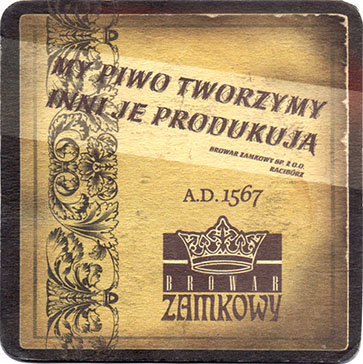 MY PIWO TWORZYMY
INNI JE PRODUKUJĄ
BROWAR ZAMKOWY SP. Z O.O.
RACIBÓRZ
A.D. 1567
BROWAR
ZAMKOWY